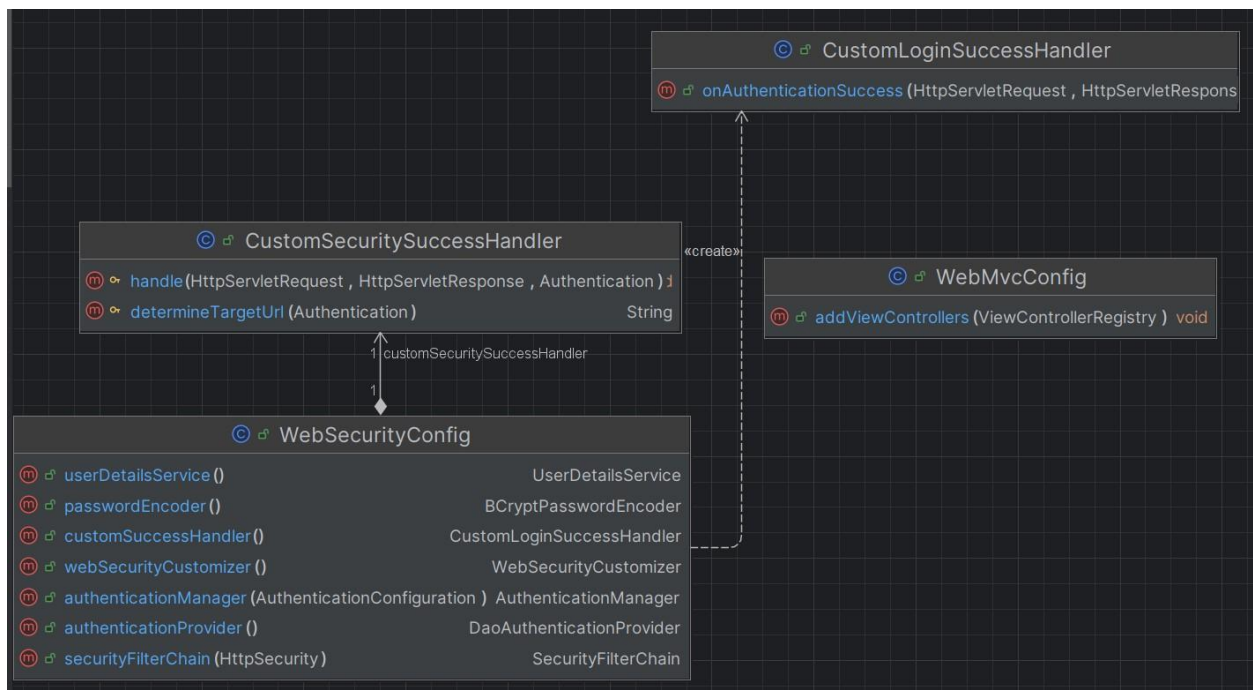 CustomLoginSuccessHandler
onAuthenticationSuccess(HttpServletRequest , HttpServletRespons
CustomSecuritySuccessHandler
handle(HttpServletRequest , HttpServletResponse , Authentication)
determineTargetUrl(Authentication) String
«create»
WebMvcConfig
addViewControllers(ViewControllerRegistry ) void
1 customSecuritySuccessHandler
1
WebSecurityConfig
userDetailsService() UserDetailsService
passwordEncoder() BCryptPasswordEncoder
customSuccessHandler() CustomLoginSuccessHandler
webSecurityCustomizer() WebSecurityCustomizer
authenticationManager(AuthenticationConfiguration ) AuthenticationManager
authenticationProvider() DaoAuthenticationProvider
securityFilterChain(HttpSecurity) SecurityFilterChain